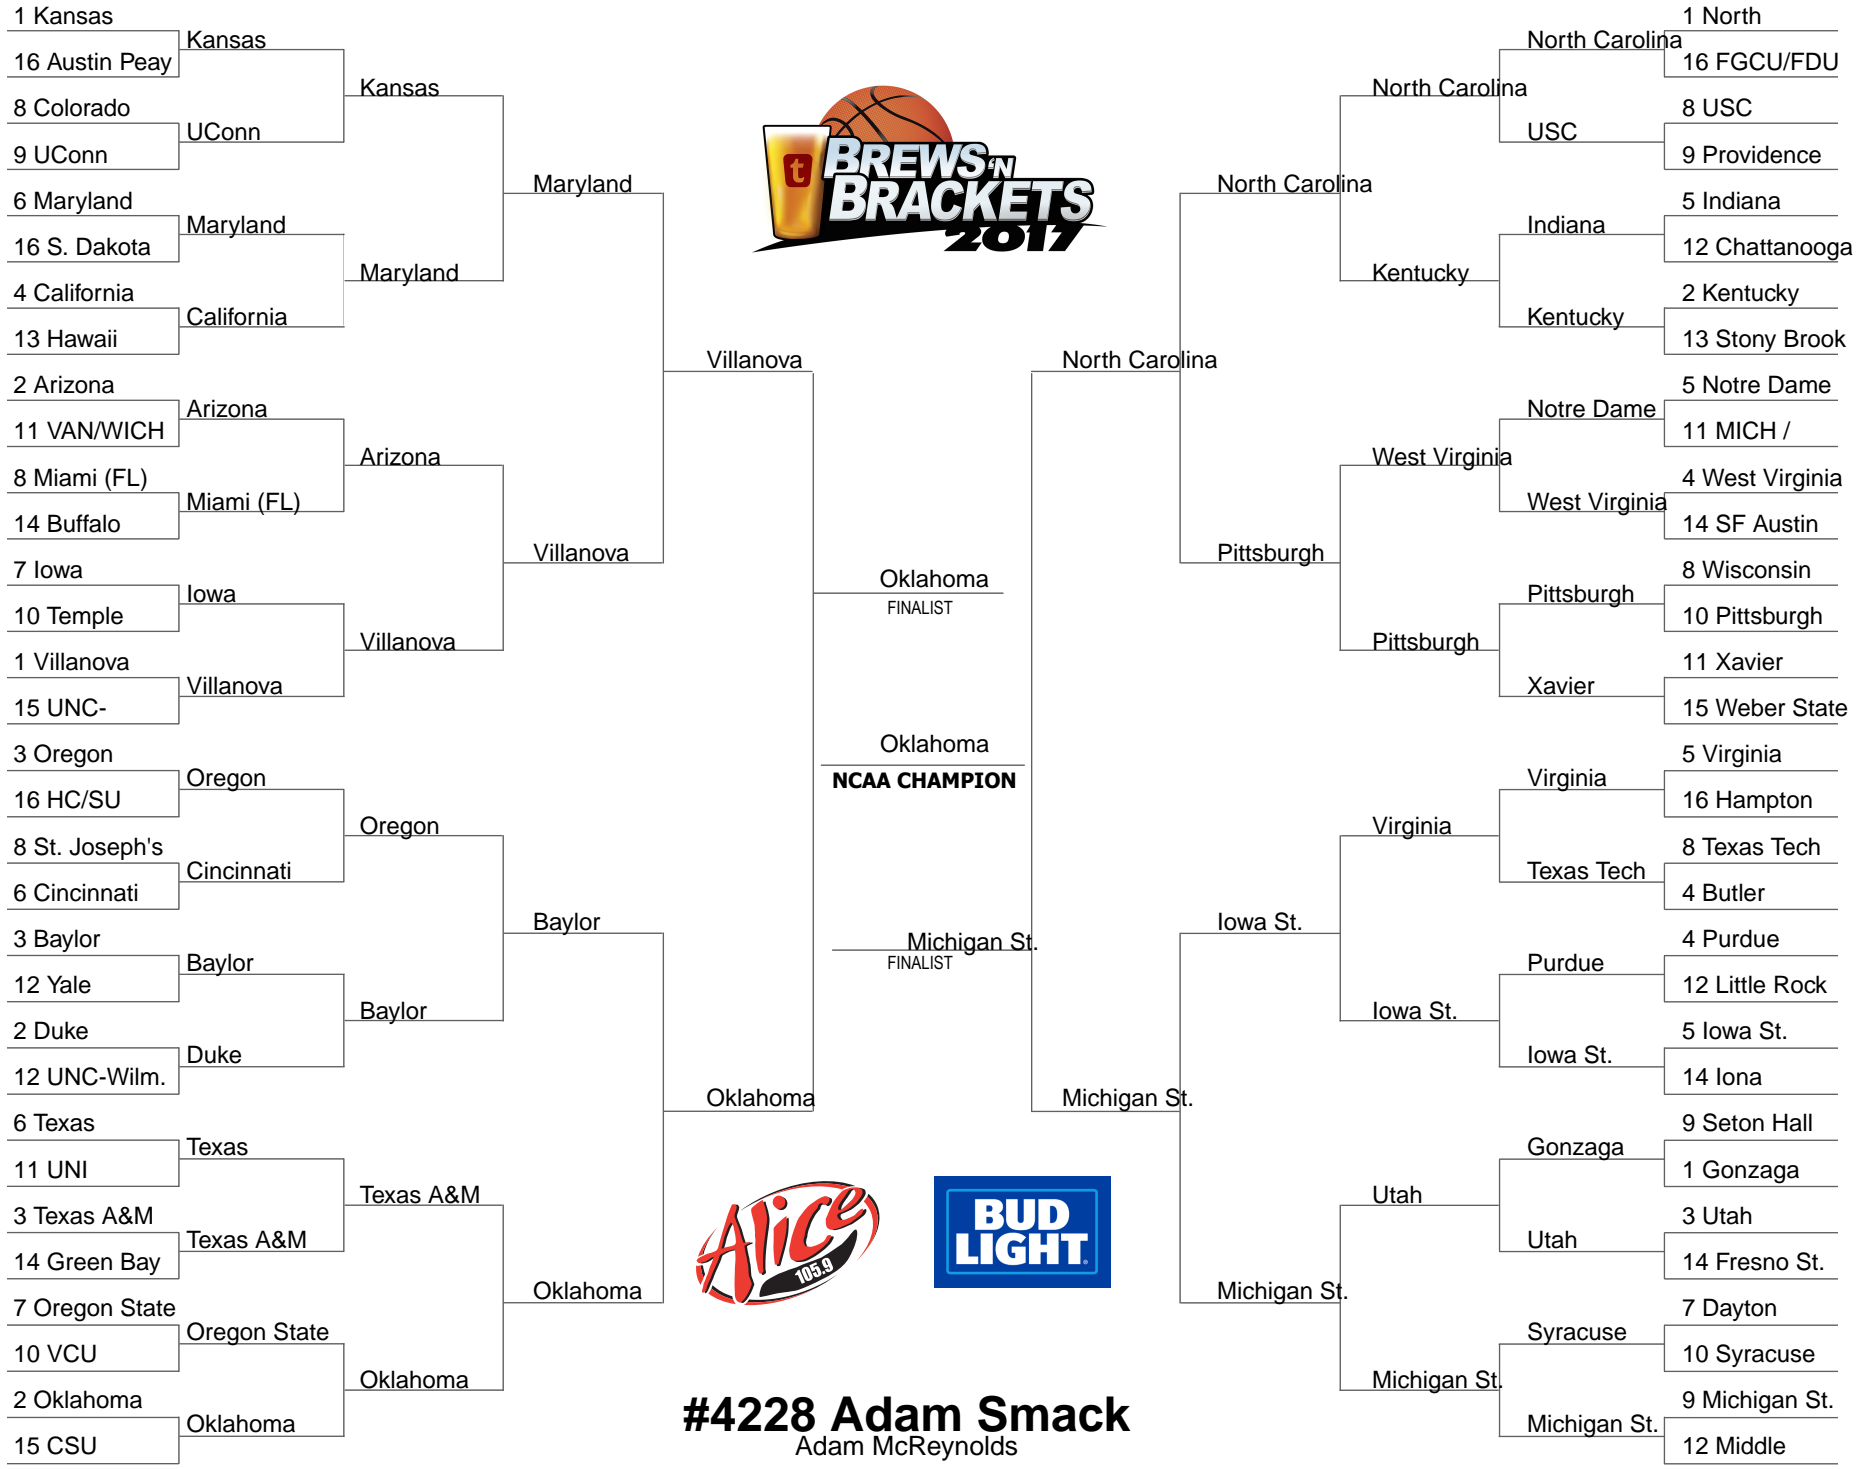 1 Kansas
16 Austin Peay
8 Colorado
9 UConn
6 Maryland
16 S. Dakota
4 California
13 Hawaii
2 Arizona
11 VAN/WICH
8 Miami (FL)
14 Buffalo
7 Iowa
10 Temple
1 Villanova
15 UNC-
3 Oregon
16 HC/SU
8 St. Joseph's
6 Cincinnati
3 Baylor
12 Yale
2 Duke
12 UNC-Wilm.
6 Texas
11 UNI
3 Texas A&M
14 Green Bay
7 Oregon State
10 VCU
2 Oklahoma
15 CSU
Kansas
UConn
Maryland
California
Arizona
Miami (FL)
Iowa
Villanova
Oregon
Cincinnati
Baylor
Duke
Texas
Texas A&M
Oregon State
Oklahoma
Kansas
Maryland
Arizona
Villanova
Oregon
Baylor
Texas A&M
Oklahoma
Maryland
Villanova
Baylor
Oklahoma
Villanova
Oklahoma
t
BREWS 'N
BRACKETS
2017
Oklahoma
FINALIST
Oklahoma
NCAA CHAMPION
Michigan St.
FINALIST
Alice
105.9
BUD
LIGHT
#4228 Adam Smack
Adam McReynolds
North Carolina
Michigan St.
North Carolina
Pittsburgh
Iowa St.
Michigan St.
North Carolina
Kentucky
West Virginia
Pittsburgh
Virginia
Iowa St.
Utah
Michigan St.
North Carolina
USC
Indiana
Kentucky
Notre Dame
West Virginia
Pittsburgh
Xavier
Virginia
Texas Tech
Purdue
Iowa St.
Gonzaga
Utah
Syracuse
Michigan St.
1 North
16 FGCU/FDU
8 USC
9 Providence
5 Indiana
12 Chattanooga
2 Kentucky
13 Stony Brook
5 Notre Dame
11 MICH /
4 West Virginia
14 SF Austin
8 Wisconsin
10 Pittsburgh
11 Xavier
15 Weber State
5 Virginia
16 Hampton
8 Texas Tech
4 Butler
4 Purdue
12 Little Rock
5 Iowa St.
14 Iona
9 Seton Hall
1 Gonzaga
3 Utah
14 Fresno St.
7 Dayton
10 Syracuse
9 Michigan St.
12 Middle